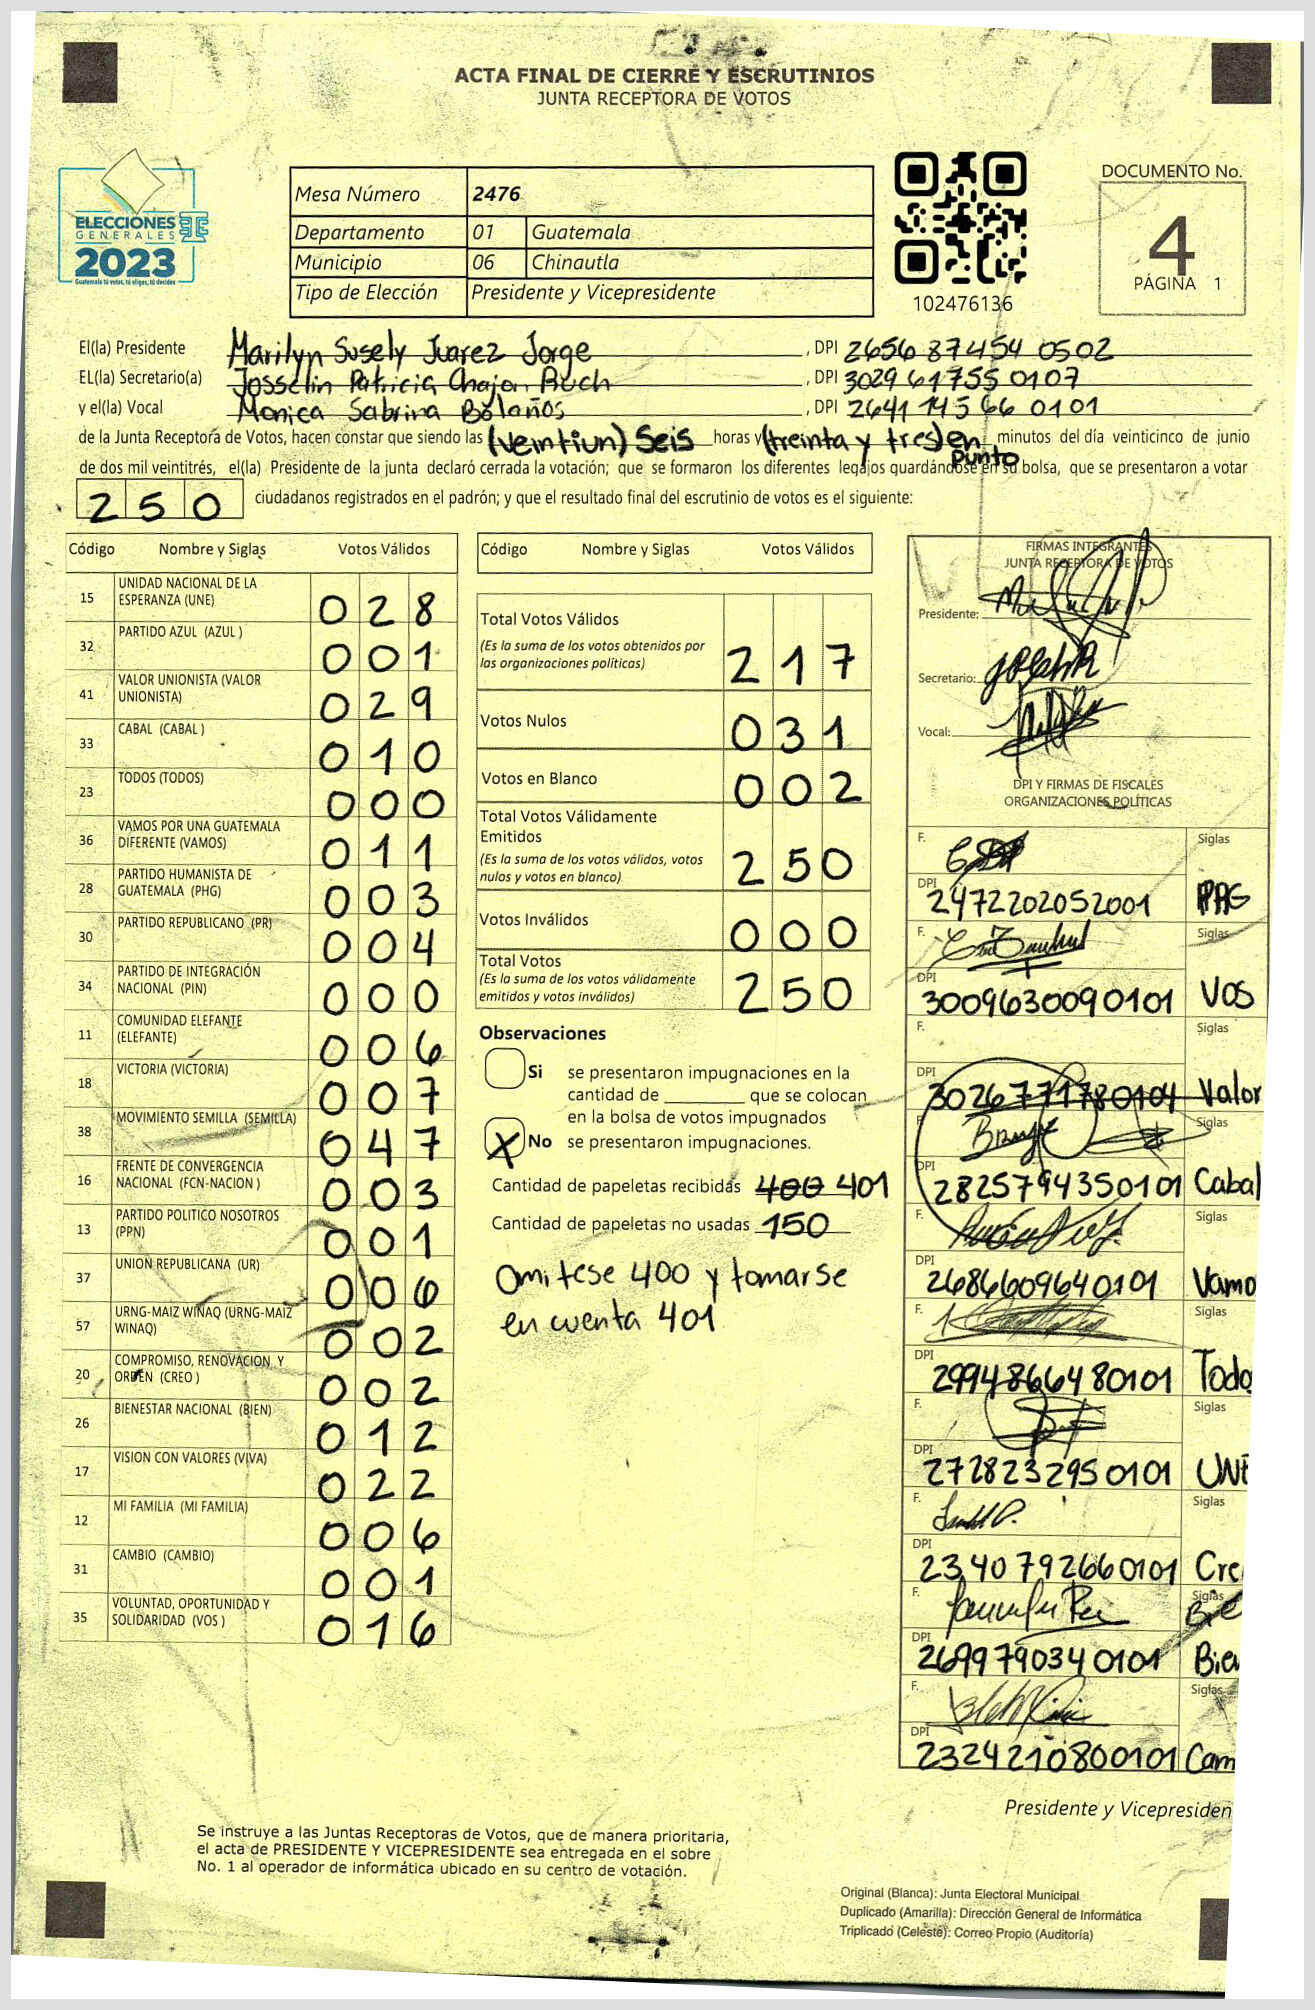 ACTA FINAL DE CIERRE Y ESCRUTINIOS
JUNTA RECEPTORA DE VOTOS
ELECCIONES
GENERALES
2023
Guatemala tú votas, tú eliges, tú decides
Mesa Número 2476
Departamento 01 Guatemala
Municipio 06 Chinautla
Tipo de Elección Presidente y Vicepresidente
102476136
DOCUMENTO No.
4
PÁGINA 1
El(la) Presidente Marilyn Susely Juarez Jorge , DPI 2656 87454 0502
EL(la) Secretario(a) Josselin Patricia Chajon Ruch , DPI 3029 61755 0107
y el(la) Vocal Monica Sabrina Bolaños , DPI 2641 14566 0101
de la Junta Receptora de Votos, hacen constar que siendo las (veintiun) Seis horas y (treinta y tres) en punto minutos del día veinticinco de junio
de dos mil veintitrés, el(la) Presidente de la junta declaró cerrada la votación; que se formaron los diferentes legajos guardándose en su bolsa, que se presentaron a votar
250 ciudadanos registrados en el padrón; y que el resultado final del escrutinio de votos es el siguiente:
Código Nombre y Siglas Votos Válidos
15 UNIDAD NACIONAL DE LA ESPERANZA (UNE) 028
32 PARTIDO AZUL (AZUL ) 001
41 VALOR UNIONISTA (VALOR UNIONISTA) 029
33 CABAL (CABAL ) 010
23 TODOS (TODOS) 000
36 VAMOS POR UNA GUATEMALA DIFERENTE (VAMOS) 011
28 PARTIDO HUMANISTA DE GUATEMALA (PHG) 003
30 PARTIDO REPUBLICANO (PR) 004
34 PARTIDO DE INTEGRACIÓN NACIONAL (PIN) 000
11 COMUNIDAD ELEFANTE (ELEFANTE) 006
18 VICTORIA (VICTORIA) 007
38 MOVIMIENTO SEMILLA (SEMILLA) 047
16 FRENTE DE CONVERGENCIA NACIONAL (FCN-NACION ) 003
13 PARTIDO POLITICO NOSOTROS (PPN) 001
37 UNION REPUBLICANA (UR) 006
57 URNG-MAIZ WINAQ (URNG-MAIZ WINAQ) 002
20 COMPROMISO, RENOVACION Y ORDEN (CREO ) 002
26 BIENESTAR NACIONAL (BIEN) 012
17 VISION CON VALORES (VIVA) 022
12 MI FAMILIA (MI FAMILIA) 006
31 CAMBIO (CAMBIO) 001
35 VOLUNTAD, OPORTUNIDAD Y SOLIDARIDAD (VOS ) 016
Código Nombre y Siglas Votos Válidos
Total Votos Válidos
(Es la suma de los votos obtenidos por
las organizaciones políticas) 217
Votos Nulos 031
Votos en Blanco 002
Total Votos Válidamente
Emitidos
(Es la suma de los votos válidos, votos
nulos y votos en blanco) 250
Votos Inválidos 000
Total Votos
(Es la suma de los votos válidamente
emitidos y votos inválidos) 250
Observaciones
Si se presentaron impugnaciones en la
cantidad de ________ que se colocan
en la bolsa de votos impugnados
X No se presentaron impugnaciones.
Cantidad de papeletas recibidas 400 401
Cantidad de papeletas no usadas 150
Omitese 400 y tomarse
en cuenta 401
FIRMAS INTEGRANTES
JUNTA RECEPTORA DE VOTOS
Presidente:
Secretario:
Vocal:
DPI Y FIRMAS DE FISCALES
ORGANIZACIONES POLÍTICAS
F. Siglas
DPI 2472202052001 PHG
F. Siglas
DPI 3009630090101 VOS
F. Siglas
DPI 3026771780104 Valor
F. Siglas
DPI 2825794350101 Cabal
F. Siglas
DPI 2686609640101 Vamo
F. Siglas
DPI 2994866480101 Todo
F. Siglas
DPI 2728232950101 UNE
F. Siglas
DPI 2340792660101 Cre
F. Siglas Bie
DPI 2699790340101 Bie
F. Siglas
DPI 2324210800101 Cam
Presidente y Vicepresiden
Se instruye a las Juntas Receptoras de Votos, que de manera prioritaria,
el acta de PRESIDENTE Y VICEPRESIDENTE sea entregada en el sobre
No. 1 al operador de informática ubicado en su centro de votación.
Original (Blanca): Junta Electoral Municipal
Duplicado (Amarilla): Dirección General de Informática
Triplicado (Celeste): Correo Propio (Auditoría)